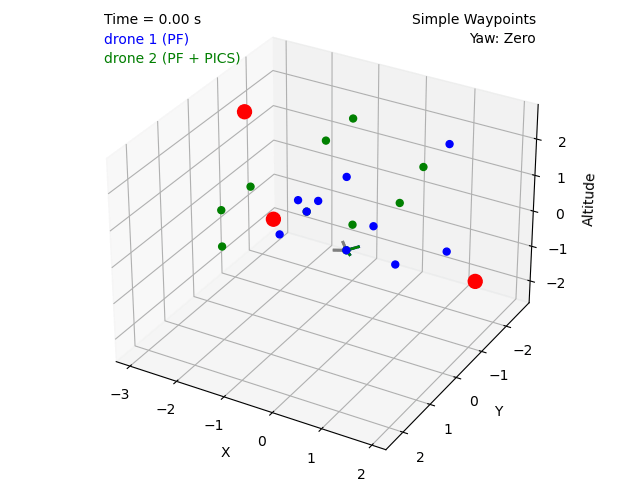 Time = 0.00 s
drone 1 (PF)
drone 2 (PF + PICS)
Simple Waypoints
Yaw: Zero
2
1
0
−1
−2
Altitude
−3
−2
−1
0
1
2
X
−2
−1
0
1
2
Y